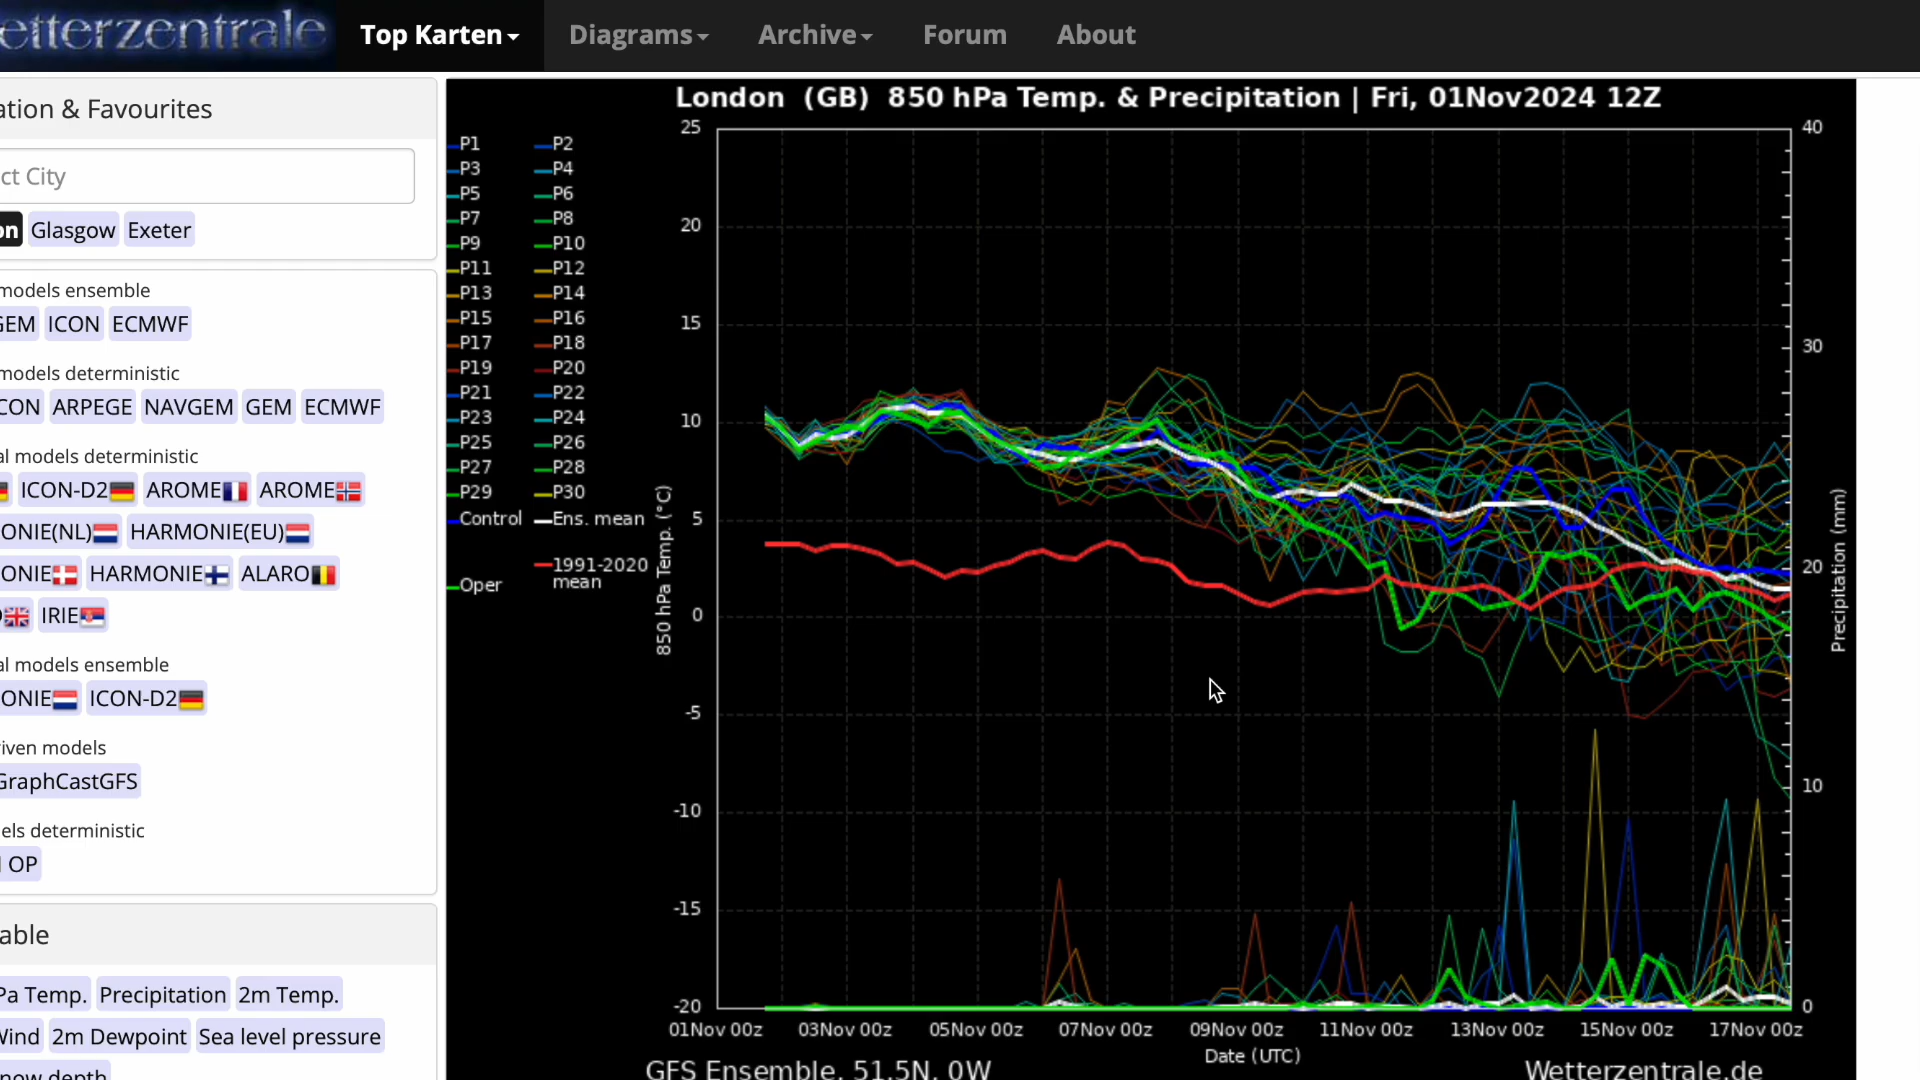 etterzentrale
Top Karten
Diagrams
Archive
Forum
About
ation & Favourites
ct City
on Glasgow Exeter
models ensemble
GEM ICON ECMWF
models deterministic
CON ARPEGE NAVGEM GEM ECMWF
al models deterministic
ICON-D2 AROME AROME
ONIE(NL) HARMONIE(EU)
ONIE HARMONIE ALARO
IRIE
al models ensemble
ONIE ICON-D2
riven models
GraphCastGFS
els deterministic
OP
able
Pa Temp. Precipitation 2m Temp.
Wind 2m Dewpoint Sea level pressure
now depth
London (GB) 850 hPa Temp. & Precipitation | Fri, 01Nov2024 12Z
P1 P2
P3 P4
P5 P6
P7 P8
P9 P10
P11 P12
P13 P14
P15 P16
P17 P18
P19 P20
P21 P22
P23 P24
P25 P26
P27 P28
P29 P30
Control Ens. mean
1991-2020
mean
Oper
850 hPa Temp. (°C)
25
20
15
10
5
0
-5
-10
-15
-20
40
30
20
10
0
Precipitation (mm)
01Nov 00z 03Nov 00z 05Nov 00z 07Nov 00z 09Nov 00z 11Nov 00z 13Nov 00z 15Nov 00z 17Nov 00z
Date (UTC)
GFS Ensemble, 51.5N, 0W
Wetterzentrale.de